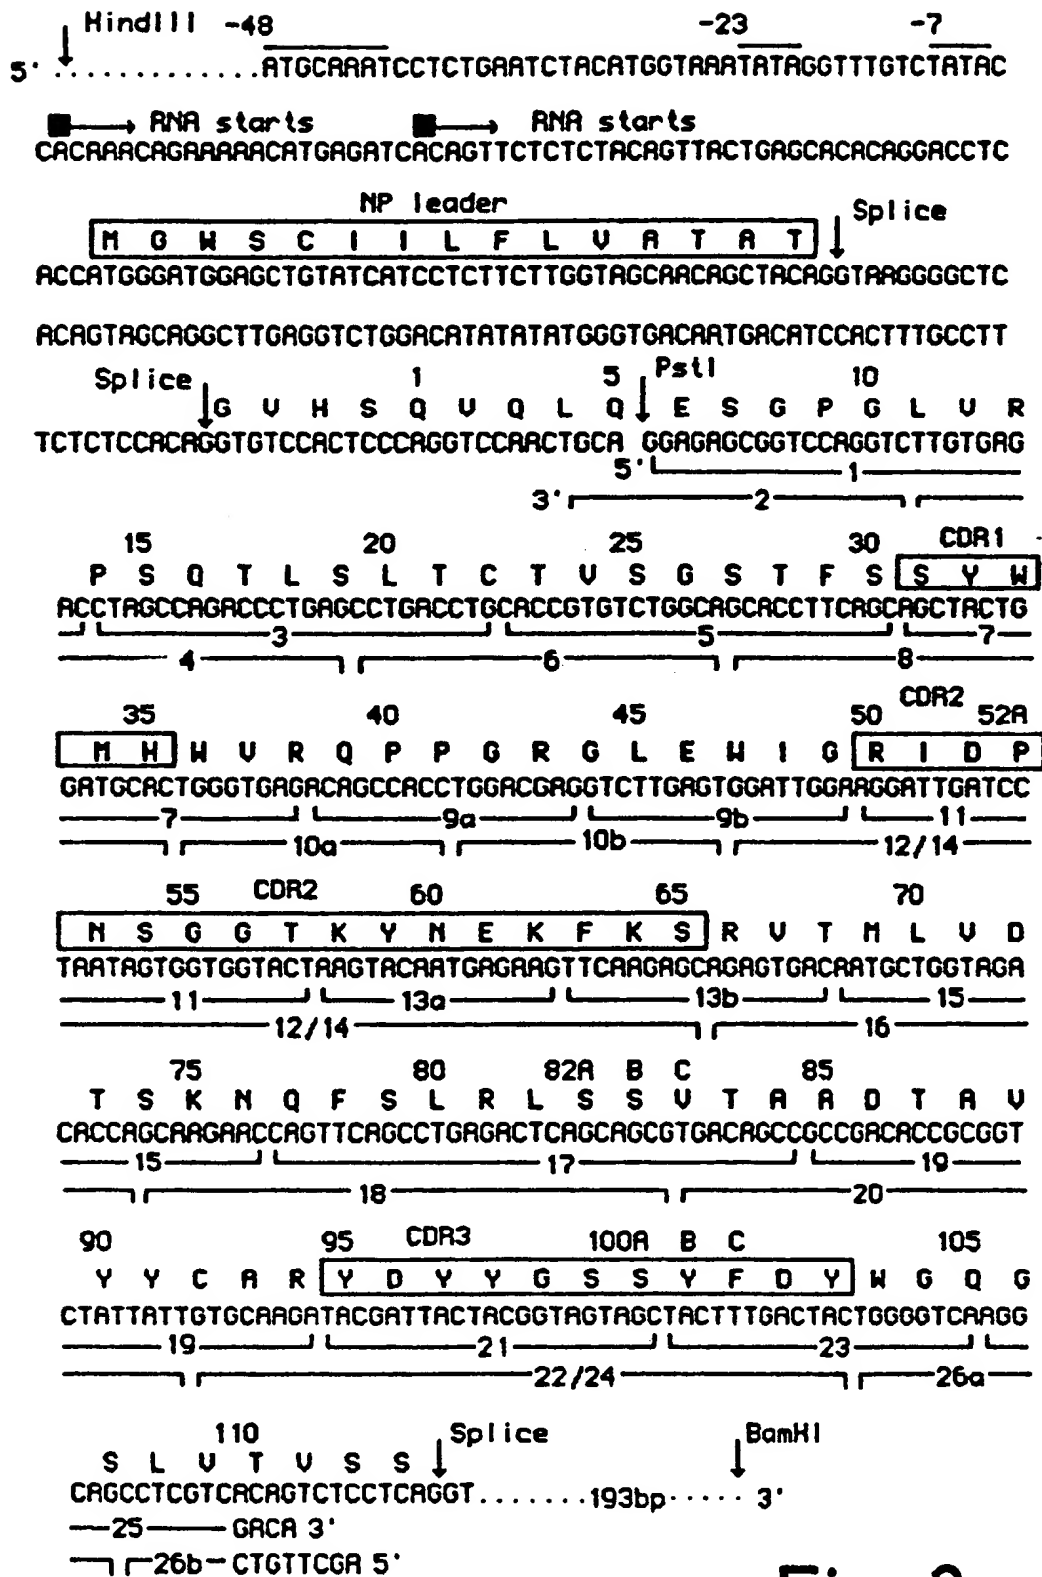 HindIII -48 -23 -7
5' ............ATGCAAATCCTCTGAATCTACATGGTAAATATAGGTTTGTCTATAC
RNA starts RNA starts
CACAAACAGAAAAACATGAGATCACAGTTCTCTCTACAGTTACTGAGCACACAGGACCTC
NP leader Splice
M G W S C I I L F L V A T A T
ACCATGGGATGGAGCTGTATCATCCTCTTCTTGGTAGCAACAGCTACAGGTAAGGGGCTC
ACAGTAGCAGGCTTGAGGTCTGGACATATATATGGGTGACAATGACATCCACTTTGCCTT
Splice 1 5 PstI 10
G V H S Q V Q L Q E S G P G L V R
TCTCTCCACAGGTGTCCACTCCCAGGTCCAACTGCA GGAGAGCGGTCCAGGTCTTGTGAG
5' 1
3' 2
15 20 25 30 CDR1
P S Q T L S L T C T V S G S T F S S Y W
ACCTAGCCAGACCCTGAGCCTGACCTGCACCGTGTCTGGCAGCACCTTCAGCAGCTACTG
3 5 7
4 6 8
35 40 45 50 CDR2 52A
M H W V R Q P P G R G L E W I G R I D P
GATGCACTGGGTGAGACAGCCACCTGGACGAGGTCTTGAGTGGATTGGAAGGATTGATCC
7 9a 9b 11
10a 10b 12/14
55 CDR2 60 65 70
N S G G T K Y N E K F K S R V T M L V D
TAATAGTGGTGGTACTAAGTACAATGAGAAGTTCAAGAGCAGAGTGACAATGCTGGTAGA
11 13a 13b 15
12/14 16
75 80 82A B C 85
T S K N Q F S L R L S S V T A A D T A V
CACCAGCAAGAACCAGTTCAGCCTGAGACTCAGCAGCGTGACAGCCGCCGACACCGCGGT
15 17 19
18 20
90 95 CDR3 100A B C 105
Y Y C A R Y D Y Y G S S Y F D Y W G Q G
CTATTATTGTGCAAGATACGATTACTACGGTAGTAGCTACTTTGACTACTGGGGTCAAGG
19 21 23
22/24 26a
110 Splice BamHI
S L V T V S S
CAGCCTCGTCACAGTCTCCTCAGGT.......193bp..... 3'
25 GACA 3'
26b CTGTTCGA 5'